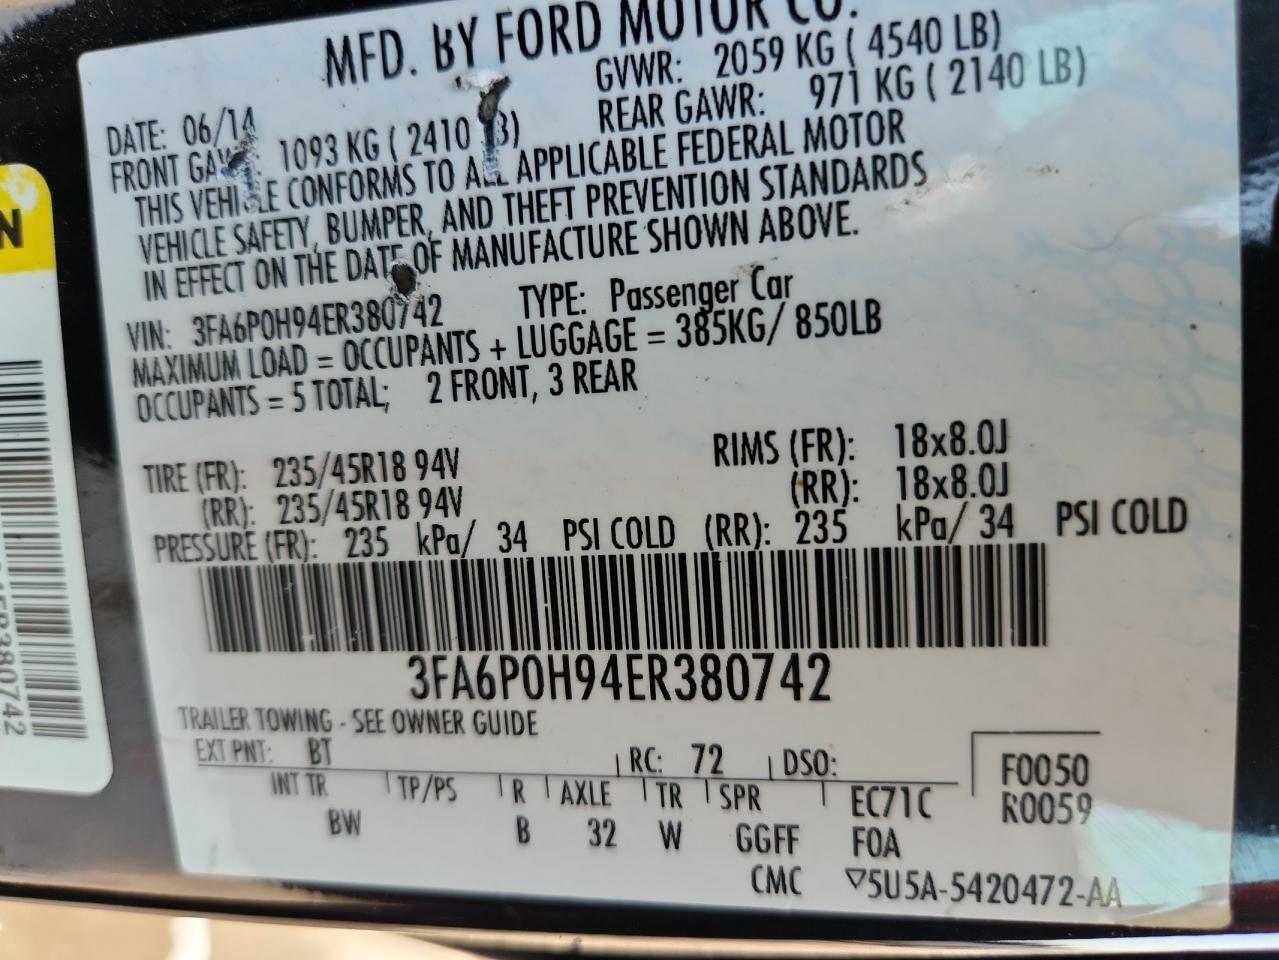 MFD. BY FORD MOTOR CO.
DATE: 06/14 GVWR: 2059 KG ( 4540 LB)
FRONT GAWR: 1093 KG ( 2410 LB) REAR GAWR: 971 KG ( 2140 LB)
THIS VEHICLE CONFORMS TO ALL APPLICABLE FEDERAL MOTOR
VEHICLE SAFETY, BUMPER, AND THEFT PREVENTION STANDARDS
IN EFFECT ON THE DATE OF MANUFACTURE SHOWN ABOVE.
VIN: 3FA6P0H94ER380742 TYPE: Passenger Car
MAXIMUM LOAD = OCCUPANTS + LUGGAGE = 385KG/ 850LB
OCCUPANTS = 5 TOTAL; 2 FRONT, 3 REAR
TIRE (FR): 235/45R18 94V RIMS (FR): 18x8.0J
(RR): 235/45R18 94V (RR): 18x8.0J
PRESSURE (FR): 235 kPa/ 34 PSI COLD (RR): 235 kPa/ 34 PSI COLD
3FA6P0H94ER380742
TRAILER TOWING - SEE OWNER GUIDE
EXT PNT: BT RC: 72 DSO: F0050
INT TR TP/PS R AXLE TR SPR EC71C R0059
BW B 32 W GGFF FOA
CMC ▽5U5A-5420472-AA
N
4ER380742